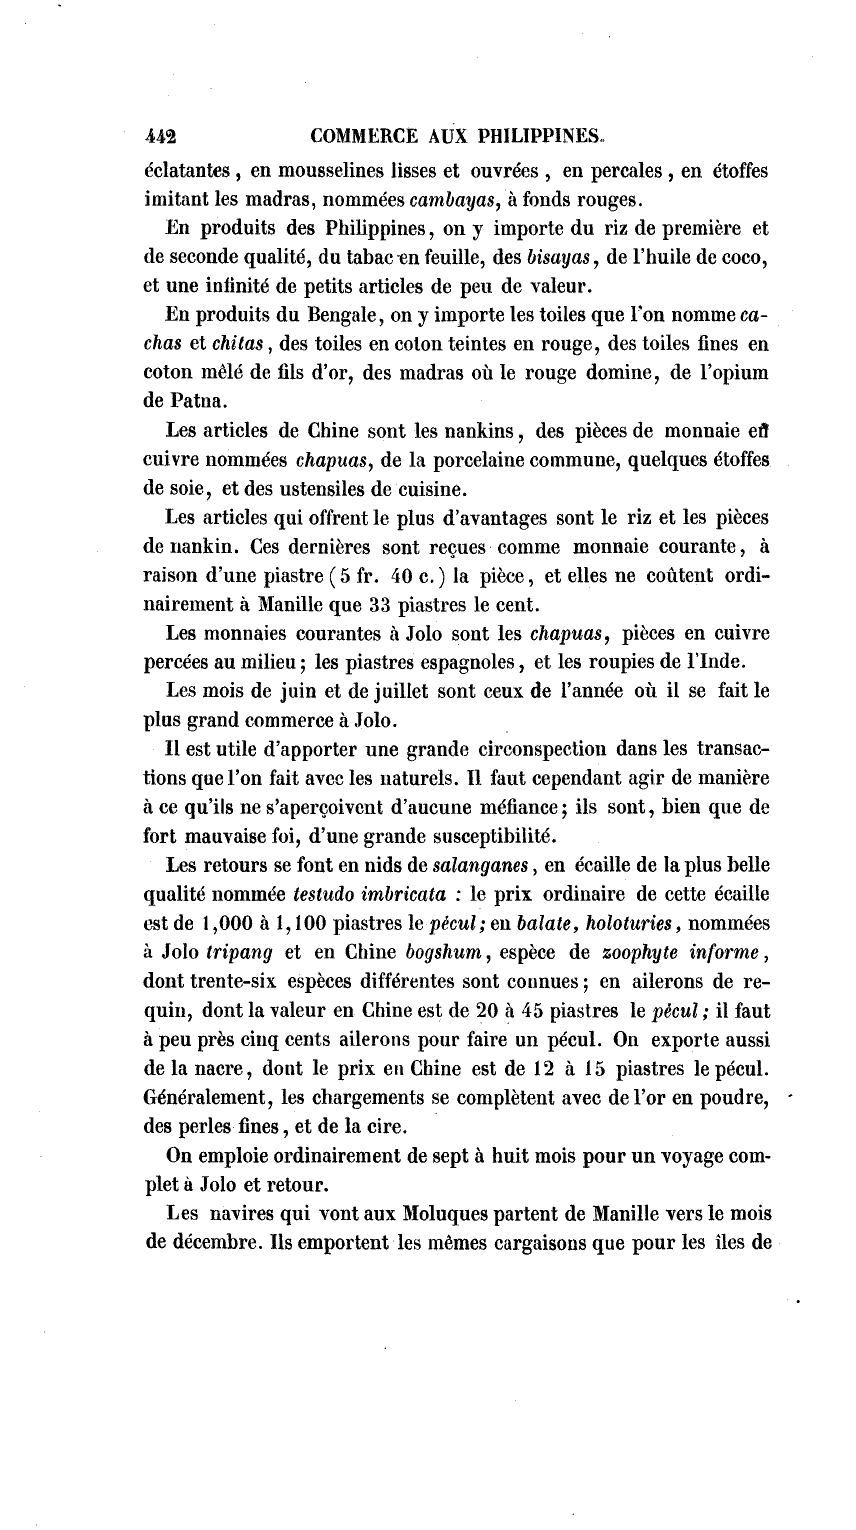 442 COMMERCE AUX PHILIPPINES.
éclatantes, en mousselines lisses et ouvrées, en percales, en étoffes
imitant les madras, nommées cambayas, à fonds rouges.
En produits des Philippines, on y importe du riz de première et
de seconde qualité, du tabac en feuille, des bisayas, de l'huile de coco,
et une infinité de petits articles de peu de valeur.
En produits du Bengale, on y importe les toiles que l'on nomme ca-
chas et chitas, des toiles en coton teintes en rouge, des toiles fines en
coton mêlé de fils d'or, des madras où le rouge domine, de l'opium
de Patna.
Les articles de Chine sont les nankins, des pièces de monnaie en
cuivre nommées chapuas, de la porcelaine commune, quelques étoffes
de soie, et des ustensiles de cuisine.
Les articles qui offrent le plus d'avantages sont le riz et les pièces
de nankin. Ces dernières sont reçues comme monnaie courante, à
raison d'une piastre (5 fr. 40 c.) la pièce, et elles ne coûtent ordi-
nairement à Manille que 33 piastres le cent.
Les monnaies courantes à Jolo sont les chapuas, pièces en cuivre
percées au milieu; les piastres espagnoles, et les roupies de l'Inde.
Les mois de juin et de juillet sont ceux de l'année où il se fait le
plus grand commerce à Jolo.
Il est utile d'apporter une grande circonspection dans les transac-
tions que l'on fait avec les naturels. Il faut cependant agir de manière
à ce qu'ils ne s'aperçoivent d'aucune méfiance; ils sont, bien que de
fort mauvaise foi, d'une grande susceptibilité.
Les retours se font en nids de salanganes, en écaille de la plus belle
qualité nommée testudo imbricata : le prix ordinaire de cette écaille
est de 1,000 à 1,100 piastres le pécul; en balate, holoturies, nommées
à Jolo tripang et en Chine bogshum, espèce de zoophyte informe,
dont trente-six espèces différentes sont connues; en ailerons de re-
quin, dont la valeur en Chine est de 20 à 45 piastres le pécul; il faut
à peu près cinq cents ailerons pour faire un pécul. On exporte aussi
de la nacre, dont le prix en Chine est de 12 à 15 piastres le pécul.
Généralement, les chargements se complètent avec de l'or en poudre,
des perles fines, et de la cire.
On emploie ordinairement de sept à huit mois pour un voyage com-
plet à Jolo et retour.
Les navires qui vont aux Moluques partent de Manille vers le mois
de décembre. Ils emportent les mêmes cargaisons que pour les îles de